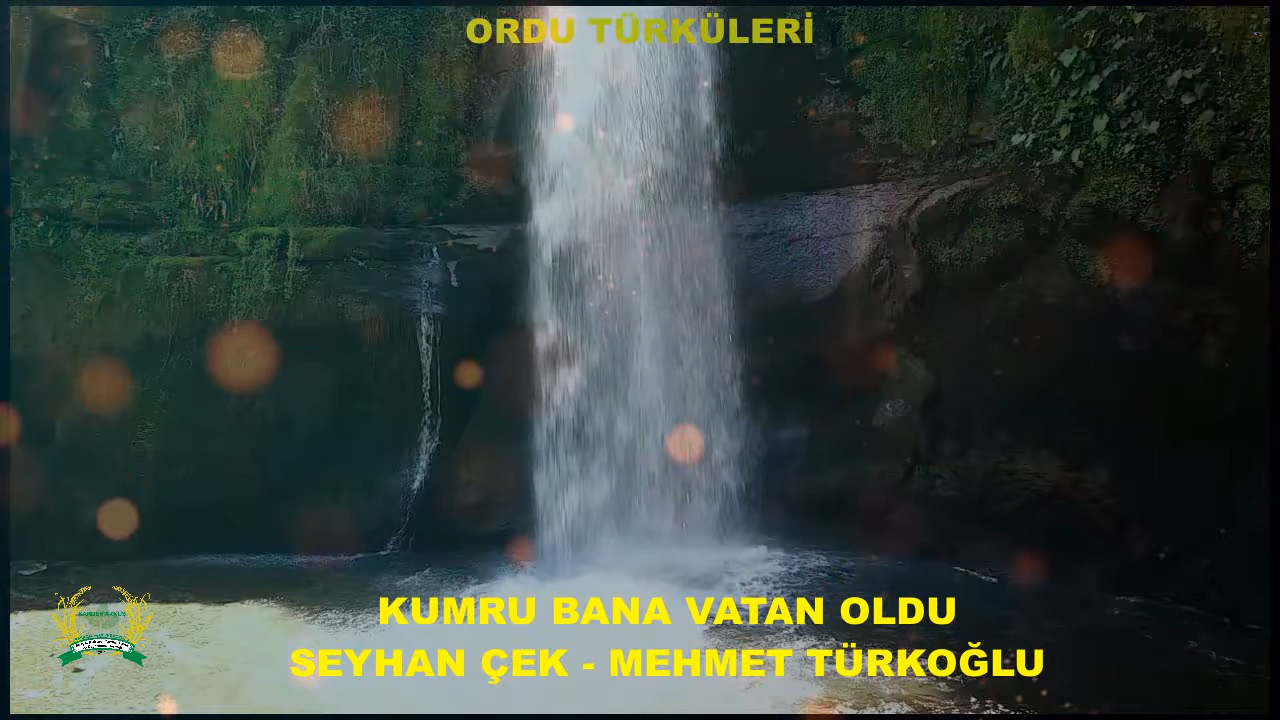 ORDU TÜRKÜLERİ
KUMRU BANA VATAN OLDU
SEYHAN ÇEK - MEHMET TÜRKOĞLU